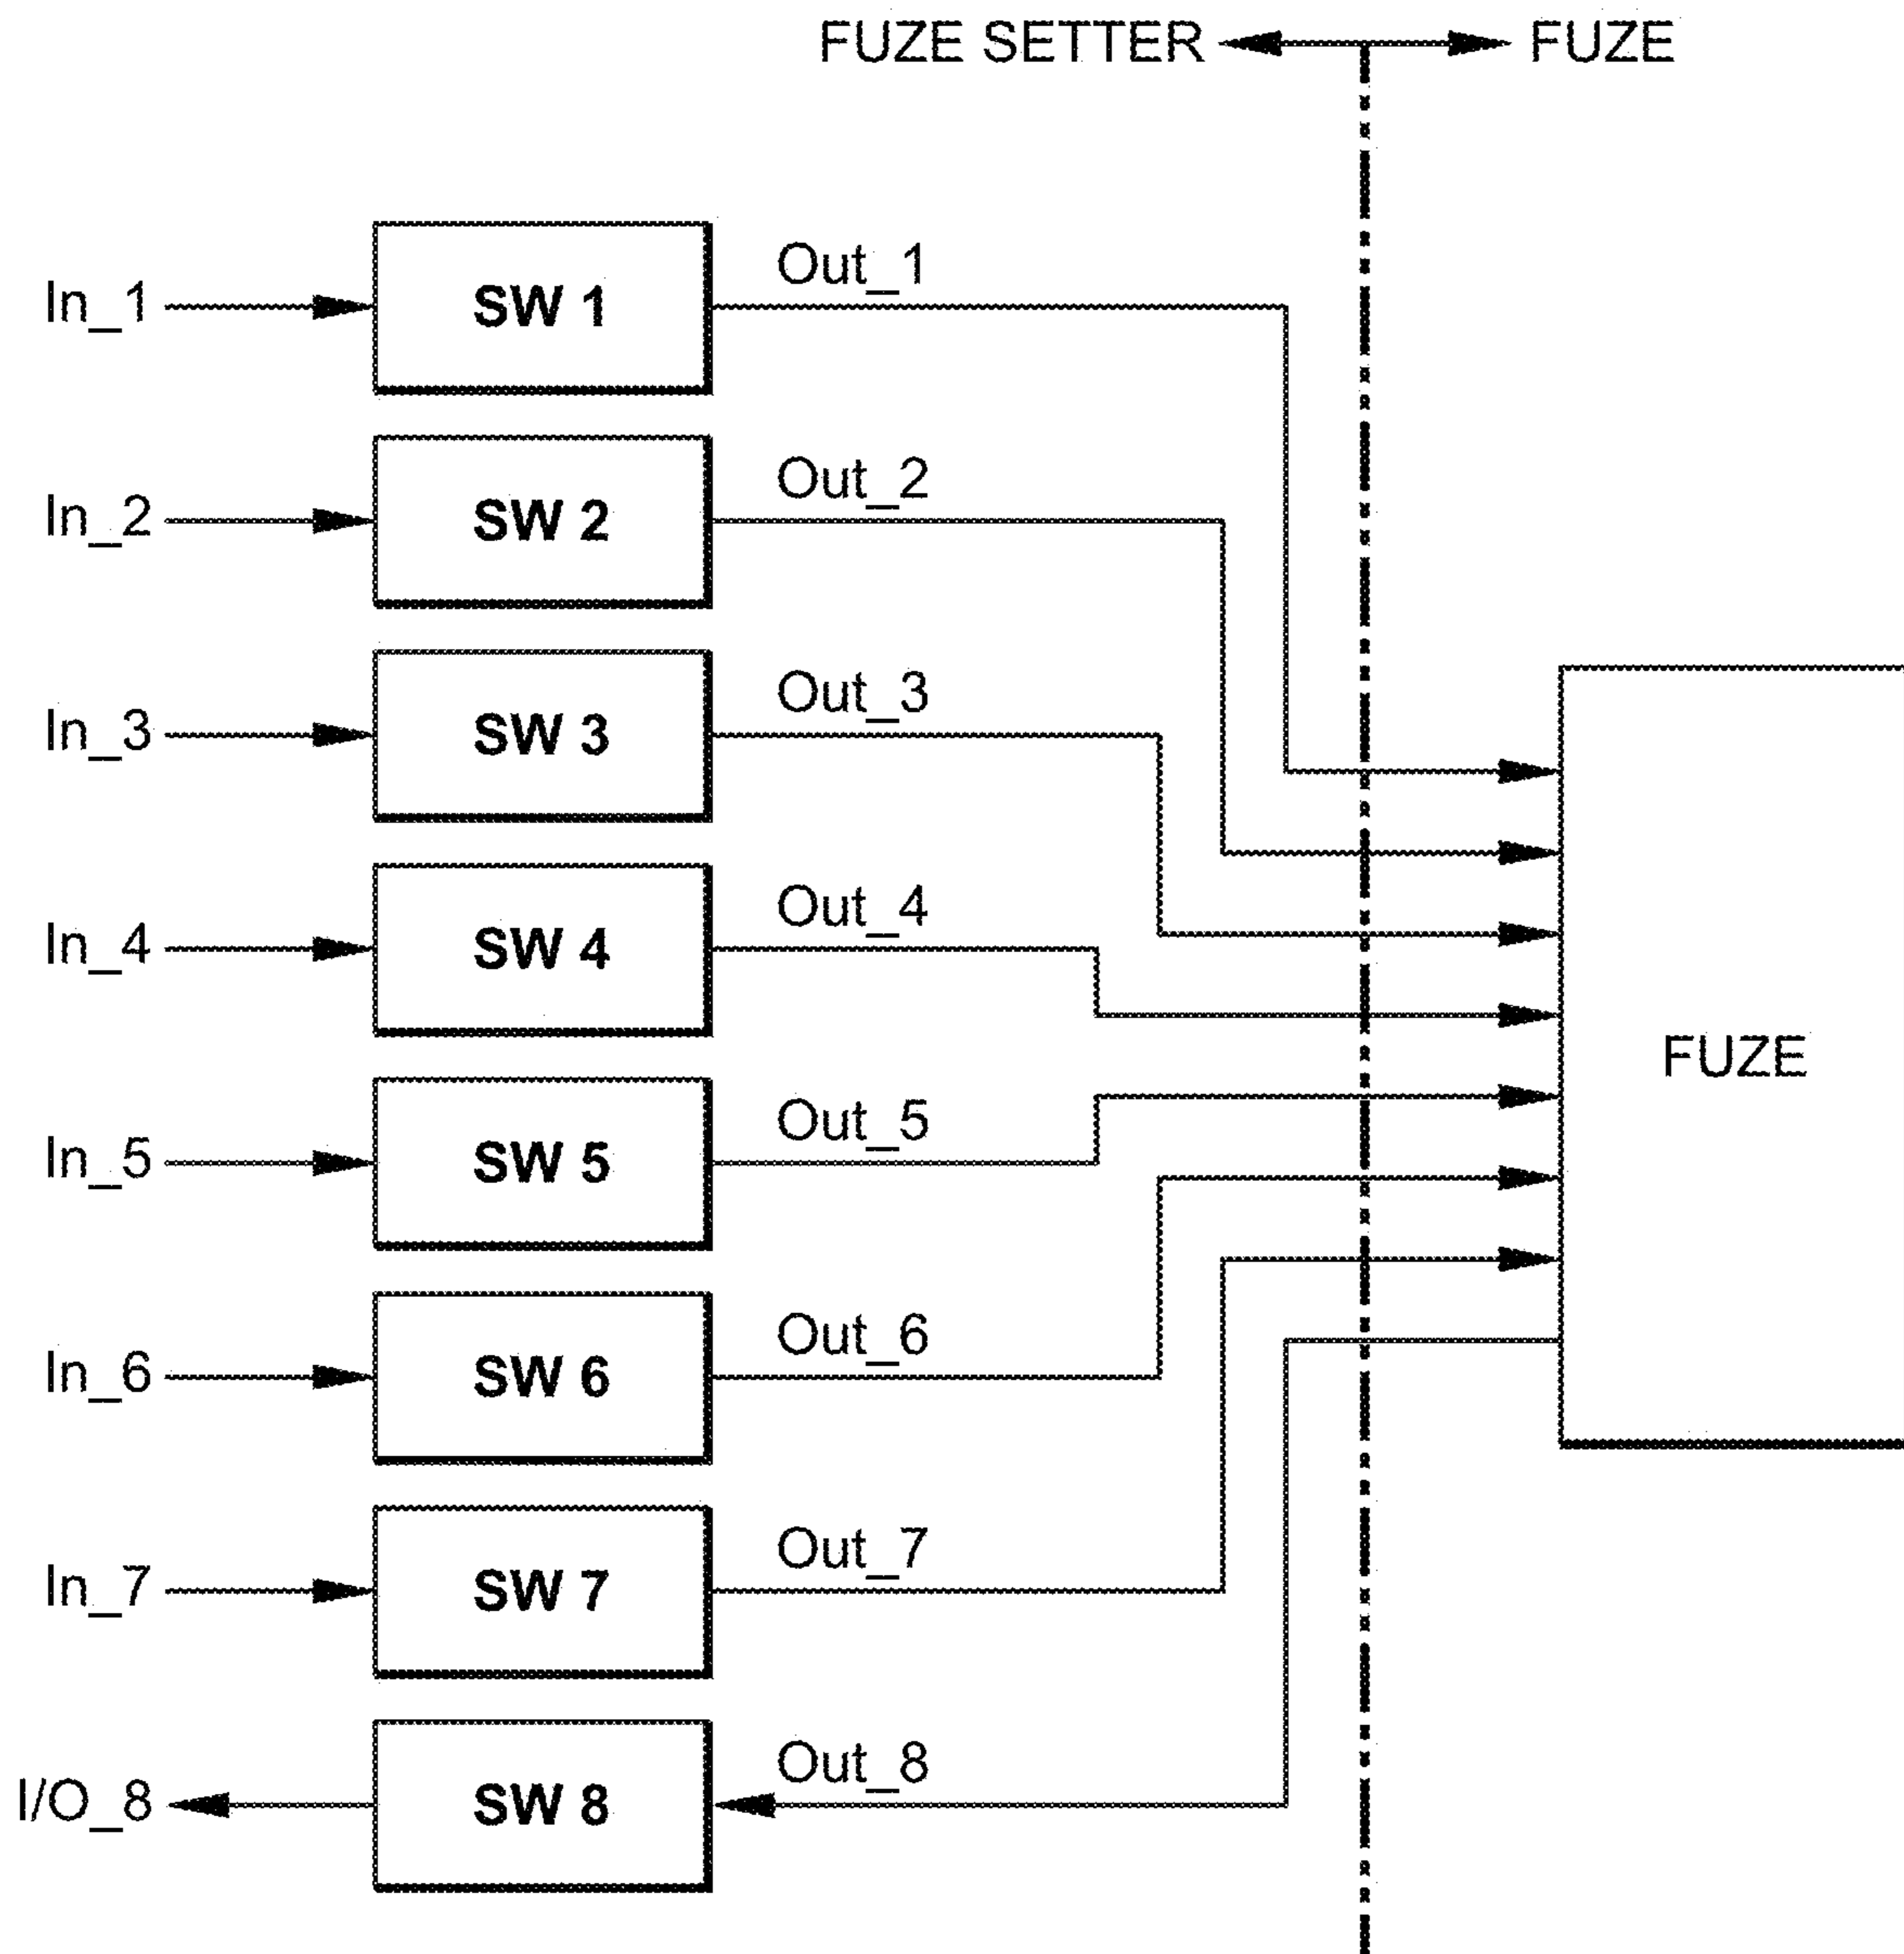 FUZE SETTER FUZE
Out_1
In_1 SW 1
Out_2
In_2 SW 2
Out_3
In_3 SW 3
Out_4
In_4 SW 4
FUZE
Out_5
In_5 SW 5
Out_6
In_6 SW 6
Out_7
In_7 SW 7
Out_8
I/O_8 SW 8